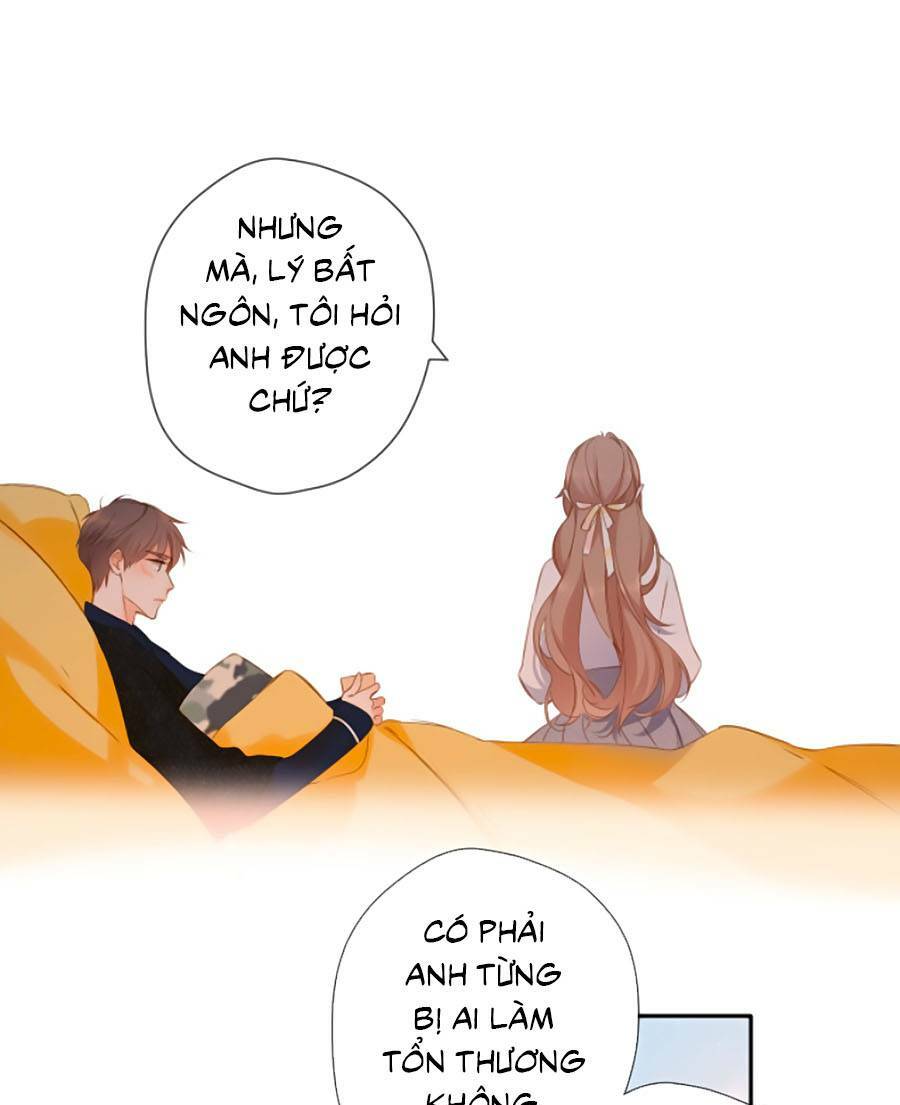 NHƯNG
MÀ, LÝ BẤT
NGÔN, TÔI HỎI
ANH ĐƯỢC
CHỨ?
CÓ PHẢI
ANH TỪNG
BỊ AI LÀM
TỔN THƯƠNG
KHÔNG